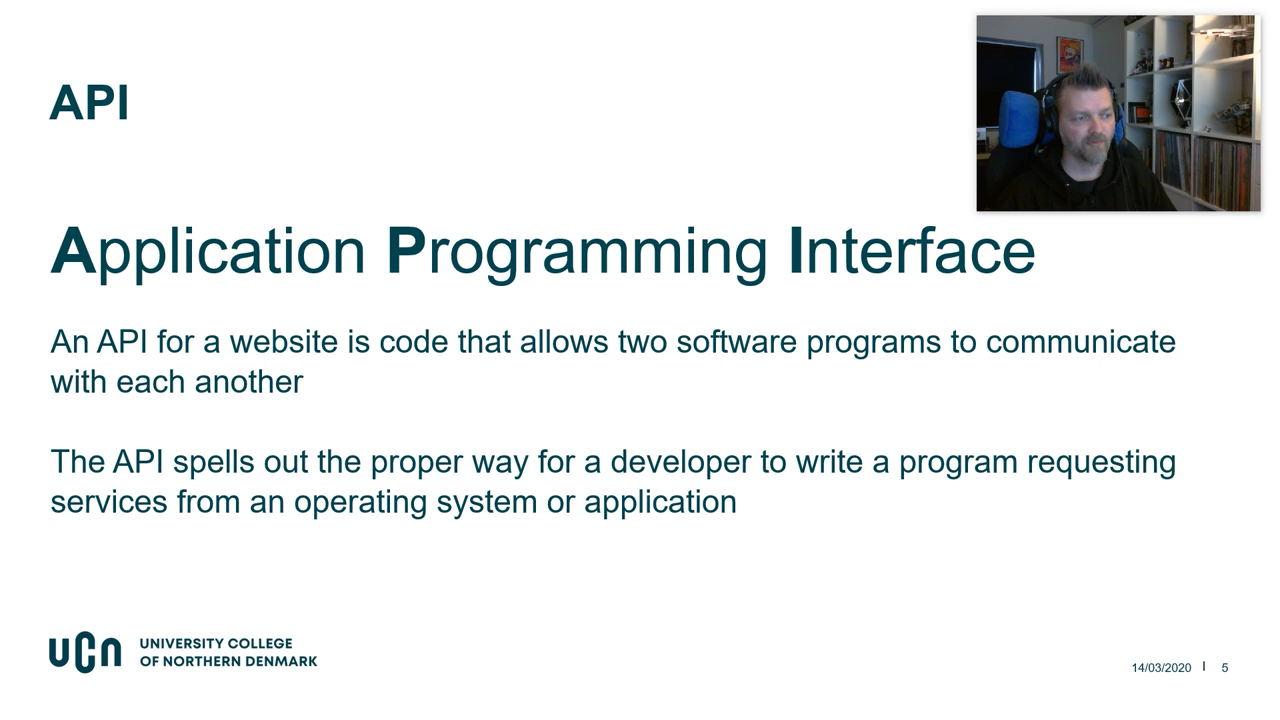 API
Application Programming Interface
An API for a website is code that allows two software programs to communicate
with each another
The API spells out the proper way for a developer to write a program requesting
services from an operating system or application
ucn UNIVERSITY COLLEGE
OF NORTHERN DENMARK
14/03/2020 | 5